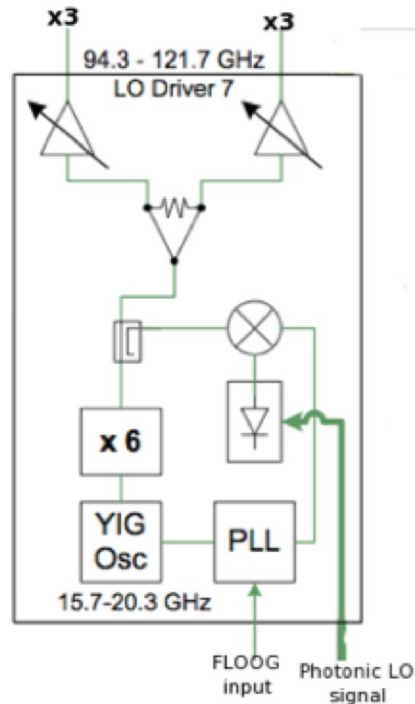 x3 x3
94.3 - 121.7 GHz
LO Driver 7
x 6
YIG
Osc
PLL
15.7-20.3 GHz
FLOOG
input
Photonic LO
signal